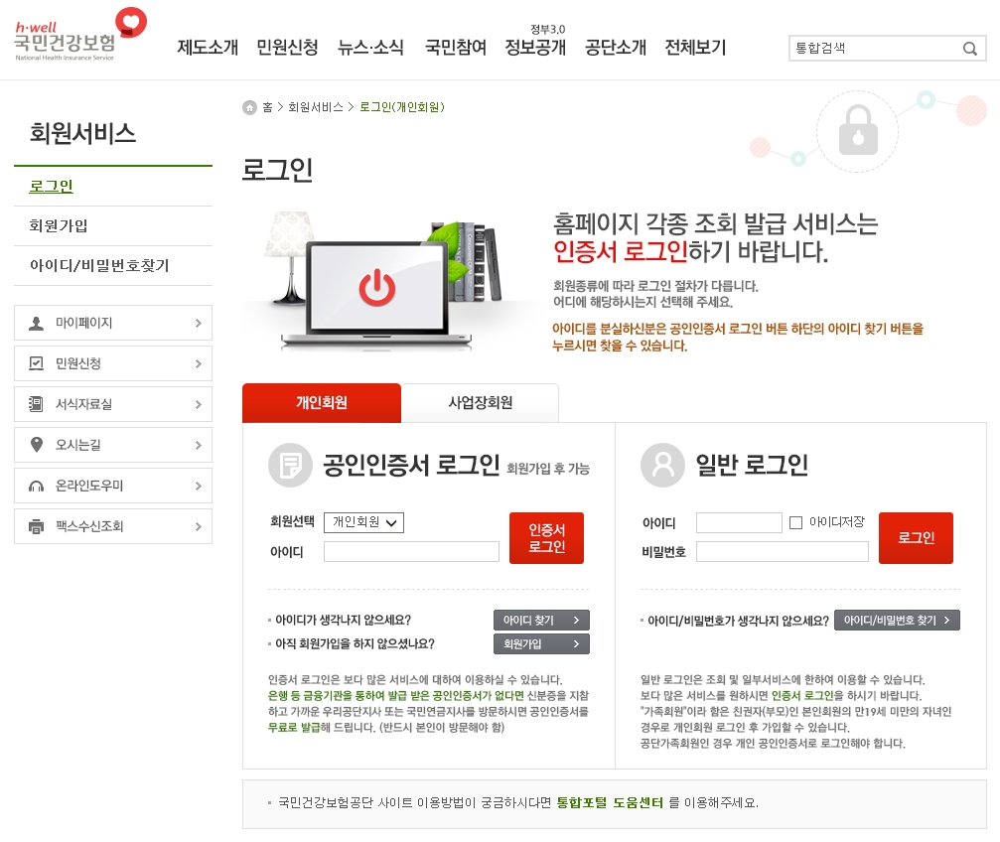 h·well
국민건강보험
National Health Insurance Service
제도소개 민원신청 뉴스·소식 국민참여 정부3.0 정보공개 공단소개 전체보기
통합검색
홈 > 회원서비스 > 로그인(개인회원)
회원서비스
로그인
회원가입
아이디/비밀번호찾기
마이페이지
민원신청
서식자료실
오시는길
온라인도우미
팩스수신조회
로그인
홈페이지 각종 조회 발급 서비스는
인증서 로그인하기 바랍니다.
회원종류에 따라 로그인 절차가 다릅니다.
어디에 해당하시는지 선택해 주세요.
아이디를 분실하신분은 공인인증서 로그인 버튼 하단의 아이디 찾기 버튼을
누르시면 찾을 수 있습니다.
개인회원 사업장회원
공인인증서 로그인 회원가입 후 가능
회원선택 개인회원
아이디
인증서
로그인
아이디가 생각나지 않으세요? 아이디 찾기 >
아직 회원가입을 하지 않으셨나요? 회원가입 >
인증서 로그인은 보다 많은 서비스에 대하여 이용하실 수 있습니다.
은행 등 금융기관을 통하여 발급 받은 공인인증서가 없다면 신분증을 지참
하고 가까운 우리공단지사 또는 국민연금지사를 방문하시면 공인인증서를
무료로 발급해 드립니다. (반드시 본인이 방문해야 함)
일반 로그인
아이디 아이디저장
비밀번호
로그인
아이디/비밀번호가 생각나지 않으세요? 아이디/비밀번호 찾기 >
일반 로그인은 조회 및 일부서비스에 한하여 이용할 수 있습니다.
보다 많은 서비스를 원하시면 인증서 로그인을 하시기 바랍니다.
"가족회원"이라 함은 친권자(부모)인 본인회원의 만19세 미만의 자녀인
경우로 개인회원 로그인 후 가입할 수 있습니다.
공단가족회원인 경우 개인 공인인증서로 로그인해야 합니다.
국민건강보험공단 사이트 이용방법이 궁금하시다면 통합포털 도움센터 를 이용해주세요.